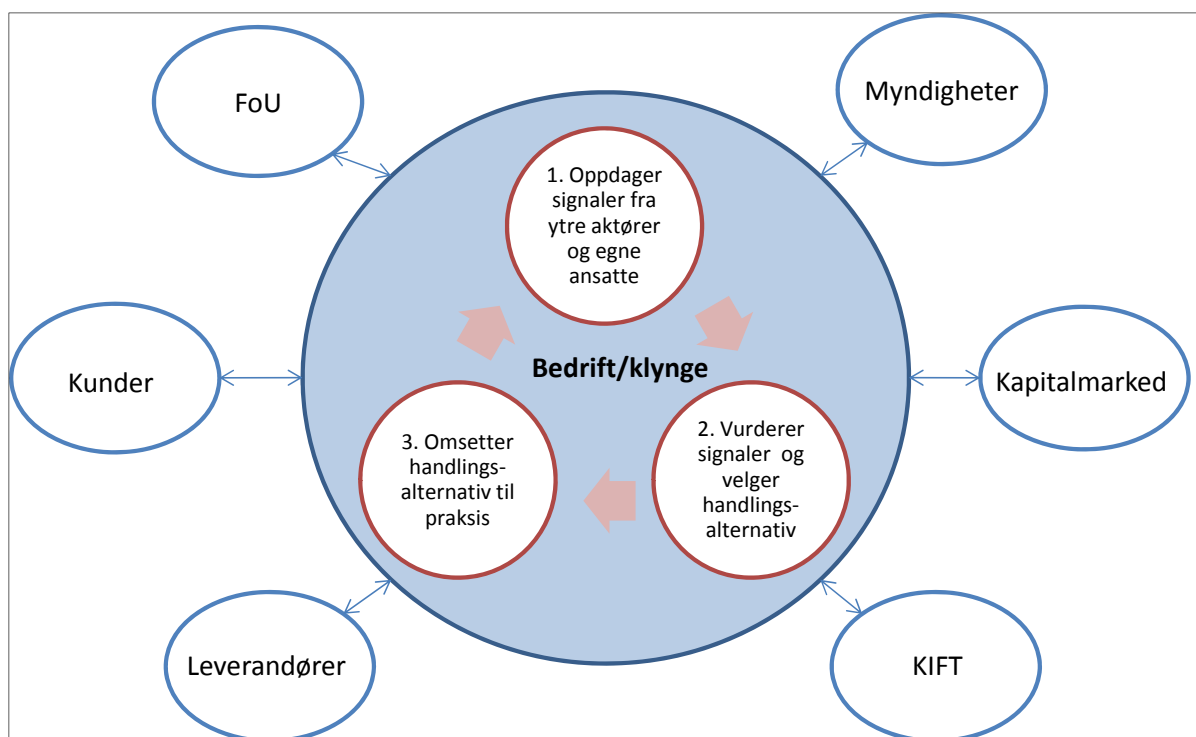 FoU
Myndigheter
1. Oppdager
signaler fra
ytre aktører
og egne
ansatte
Bedrift/klynge
Kunder
Kapitalmarked
3. Omsetter
handlings-
alternativ til
praksis
2. Vurderer
signaler og
velger
handlings-
alternativ
Leverandører
KIFT